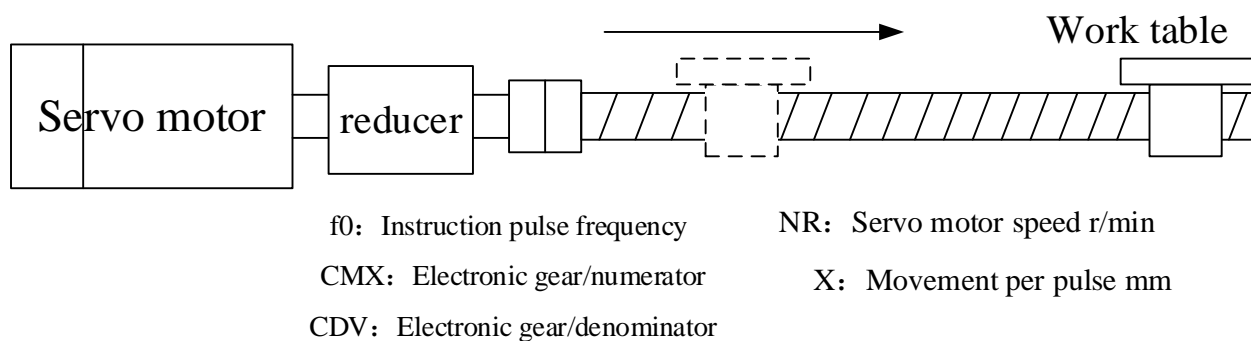 Work table
Servo motor
reducer
f0：Instruction pulse frequency
NR：Servo motor speed r/min
CMX：Electronic gear/numerator
X：Movement per pulse mm
CDV：Electronic gear/denominator